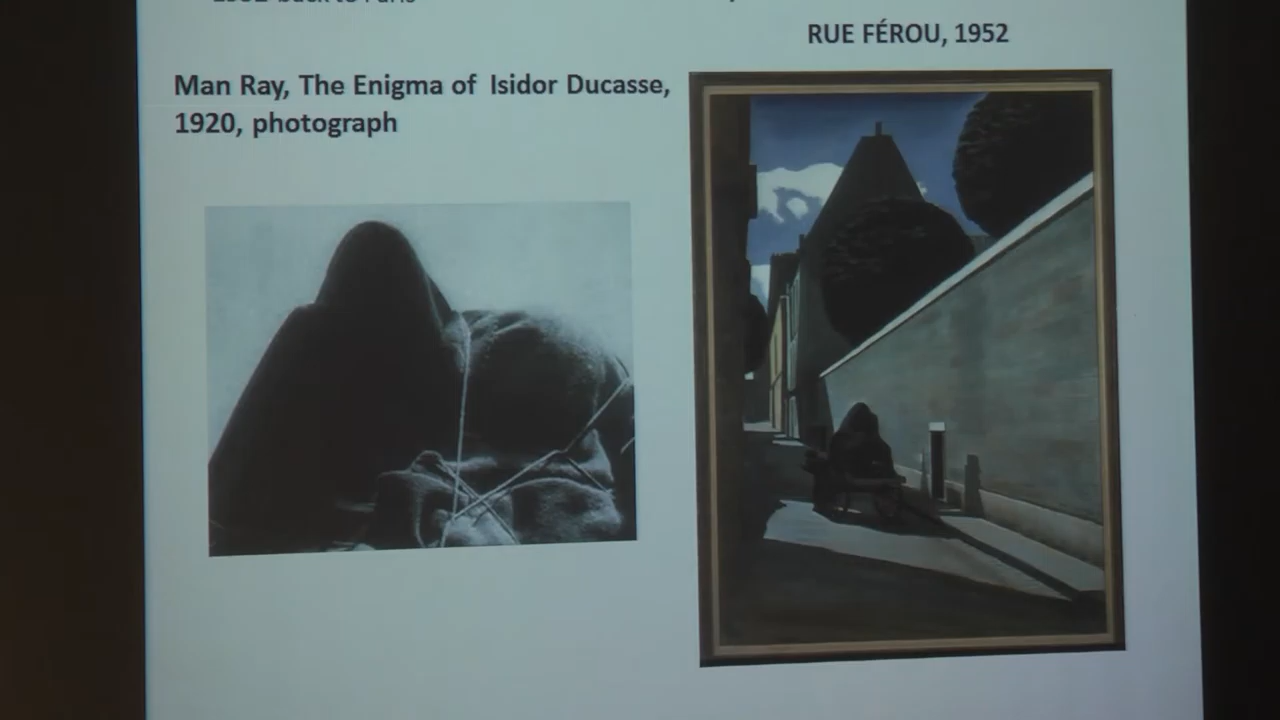 RUE FÉROU, 1952
Man Ray, The Enigma of Isidor Ducasse,
1920, photograph